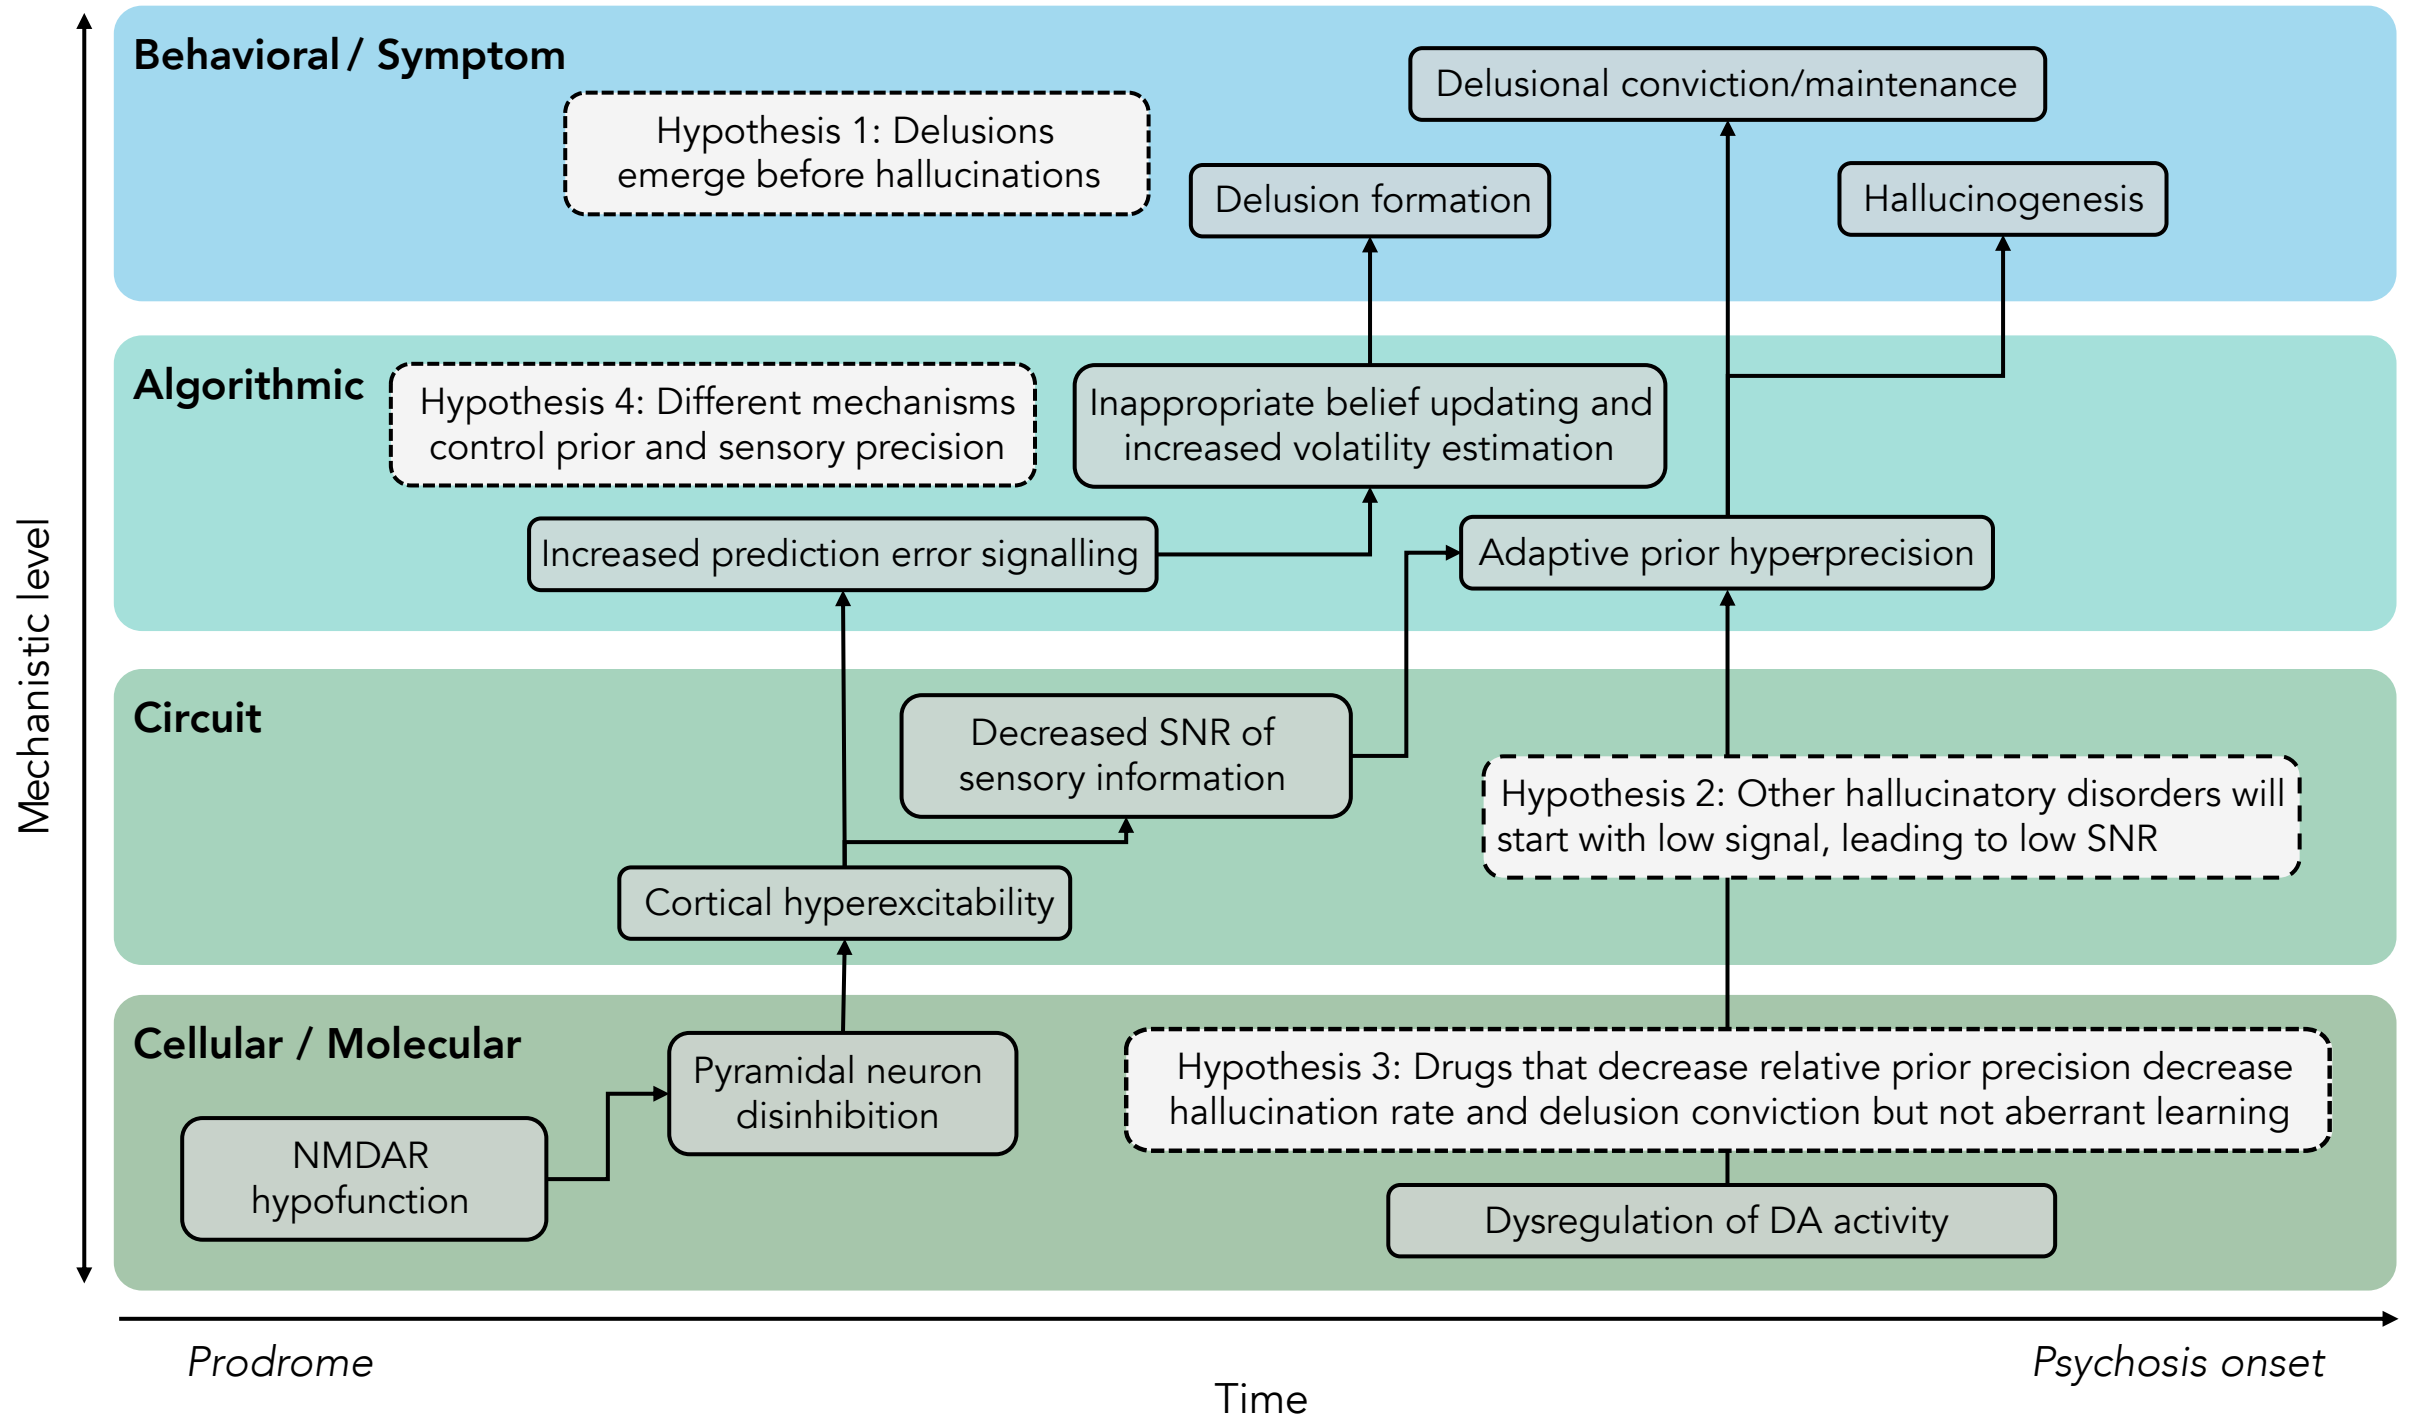 Behavioral / Symptom
Delusional conviction/maintenance
Hypothesis 1: Delusions
emerge before hallucinations
Delusion formation
Hallucinogenesis
Algorithmic
Hypothesis 4: Different mechanisms
control prior and sensory precision
Inappropriate belief updating and
increased volatility estimation
Increased prediction error signalling
Adaptive prior hyper-precision
Mechanistic level
Circuit
Decreased SNR of
sensory information
Hypothesis 2: Other hallucinatory disorders will
start with low signal, leading to low SNR
Cortical hyperexcitability
Cellular / Molecular
Pyramidal neuron
disinhibition
Hypothesis 3: Drugs that decrease relative prior precision decrease
hallucination rate and delusion conviction but not aberrant learning
NMDAR
hypofunction
Dysregulation of DA activity
Prodrome
Psychosis onset
Time